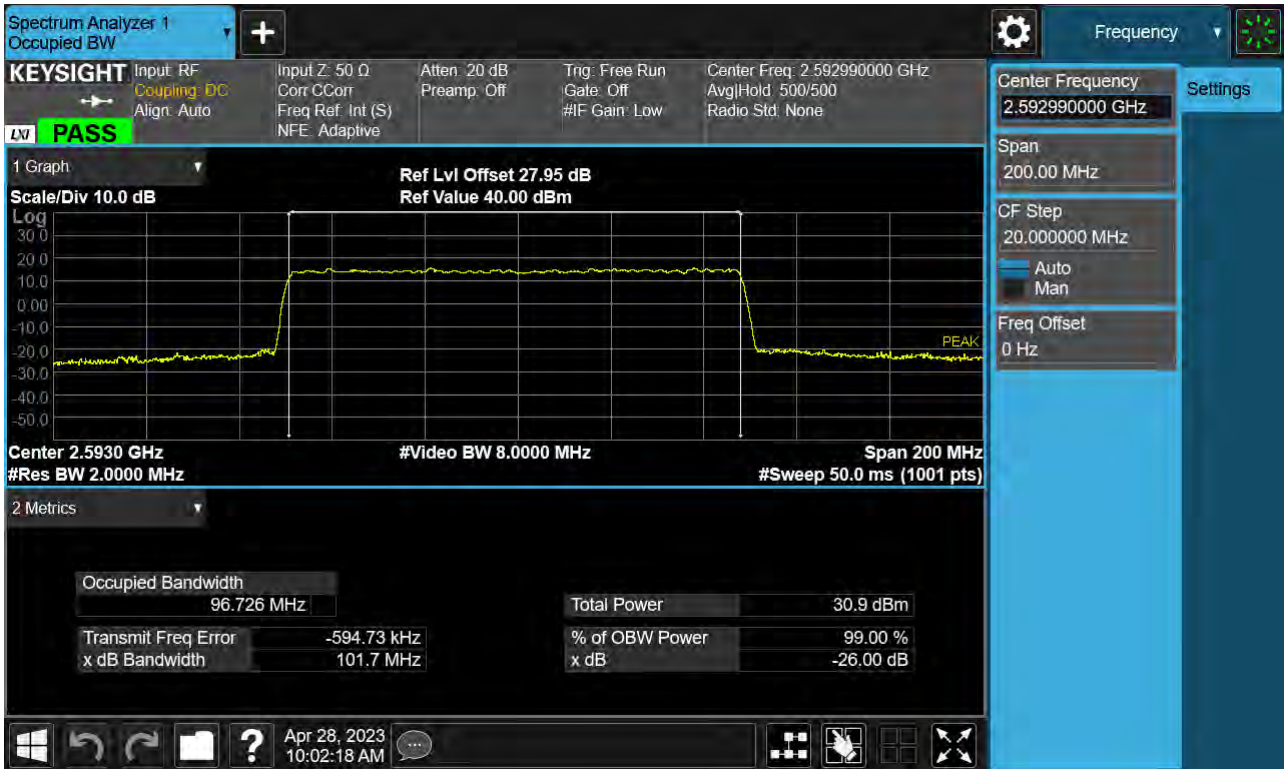 Spectrum Analyzer 1
Occupied BW
+
Frequency
KEYSIGHT
Input: RF
Coupling: DC
Align: Auto
Input Z: 50 Ω
Corr CCorr
Freq Ref: Int (S)
NFE: Adaptive
Atten: 20 dB
Preamp: Off
Trig: Free Run
Gate: Off
#IF Gain: Low
Center Freq: 2.592990000 GHz
Avg|Hold: 500/500
Radio Std: None
LXI PASS
Center Frequency
2.592990000 GHz
Settings
Span
200.00 MHz
CF Step
20.000000 MHz
Auto
Man
Freq Offset
0 Hz
1 Graph
Scale/Div 10.0 dB
Ref Lvl Offset 27.95 dB
Ref Value 40.00 dBm
Log
30.0
20.0
10.0
0.00
-10.0
-20.0
-30.0
-40.0
-50.0
PEAK
Center 2.5930 GHz
#Video BW 8.0000 MHz
Span 200 MHz
#Res BW 2.0000 MHz
#Sweep 50.0 ms (1001 pts)
2 Metrics
Occupied Bandwidth
96.726 MHz
Transmit Freq Error -594.73 kHz
x dB Bandwidth 101.7 MHz
Total Power 30.9 dBm
% of OBW Power 99.00 %
x dB -26.00 dB
?
Apr 28, 2023
10:02:18 AM